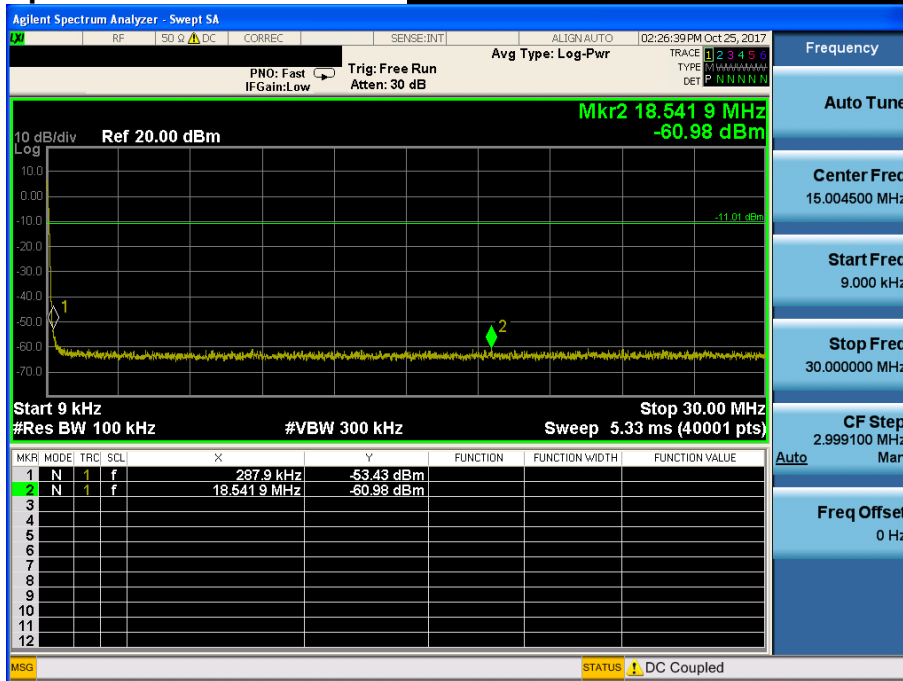 Agilent Spectrum Analyzer - Swept SA
LXI RF 50 Ω DC CORREC SENSE:INT ALIGN AUTO 02:26:39 PM Oct 25, 2017
Avg Type: Log-Pwr TRACE 1 2 3 4 5 6
PNO: Fast Trig: Free Run TYPE M WWWWW
IFGain:Low Atten: 30 dB DET P N N N N N
Mkr2 18.541 9 MHz
10 dB/div Ref 20.00 dBm -60.98 dBm
Log
10.0
0.00
-10.0 -11.01 dBm
-20.0
-30.0
-40.0
1
-50.0
2
-60.0
-70.0
Start 9 kHz Stop 30.00 MHz
#Res BW 100 kHz #VBW 300 kHz Sweep 5.33 ms (40001 pts)
MKR MODE TRC SCL X Y FUNCTION FUNCTION WIDTH FUNCTION VALUE
1 N 1 f 287.9 kHz -53.43 dBm
2 N 1 f 18.541 9 MHz -60.98 dBm
3
4
5
6
7
8
9
10
11
12
MSG STATUS DC Coupled
Frequency
Auto Tune
Center Freq
15.004500 MHz
Start Freq
9.000 kHz
Stop Freq
30.000000 MHz
CF Step
2.999100 MHz
Auto Man
Freq Offset
0 Hz